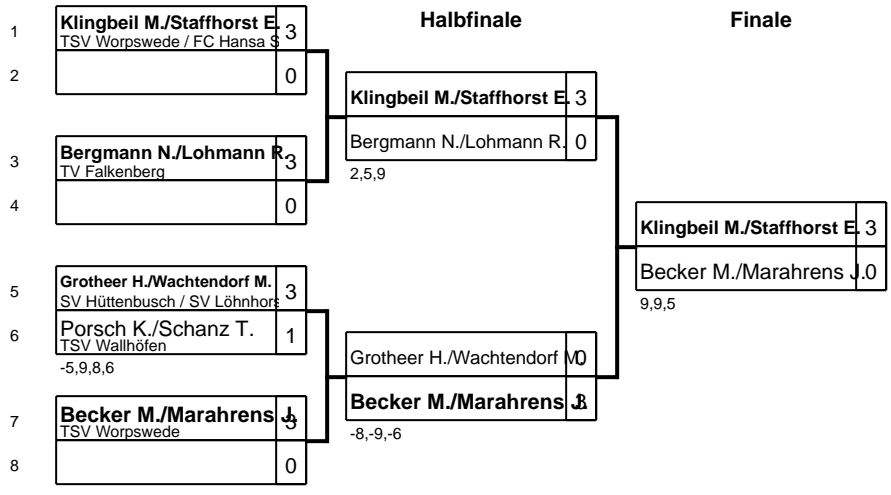 Halbfinale
Finale
1
Klingbeil M./Staffhorst E. 3
TSV Worpswede / FC Hansa S
2
0
Klingbeil M./Staffhorst E. 3
Bergmann N./Lohmann R. 0
2,5,9
3
Bergmann N./Lohmann R. 3
TV Falkenberg
4
0
Klingbeil M./Staffhorst E. 3
Becker M./Marahrens J. 0
9,9,5
5
Grotheer H./Wachtendorf M. 3
SV Hüttenbusch / SV Löhnhors
6
Porsch K./Schanz T. 1
TSV Wallhöfen
-5,9,8,6
Grotheer H./Wachtendorf M. 0
Becker M./Marahrens J. 3
-8,-9,-6
7
Becker M./Marahrens J. 3
TSV Worpswede
8
0